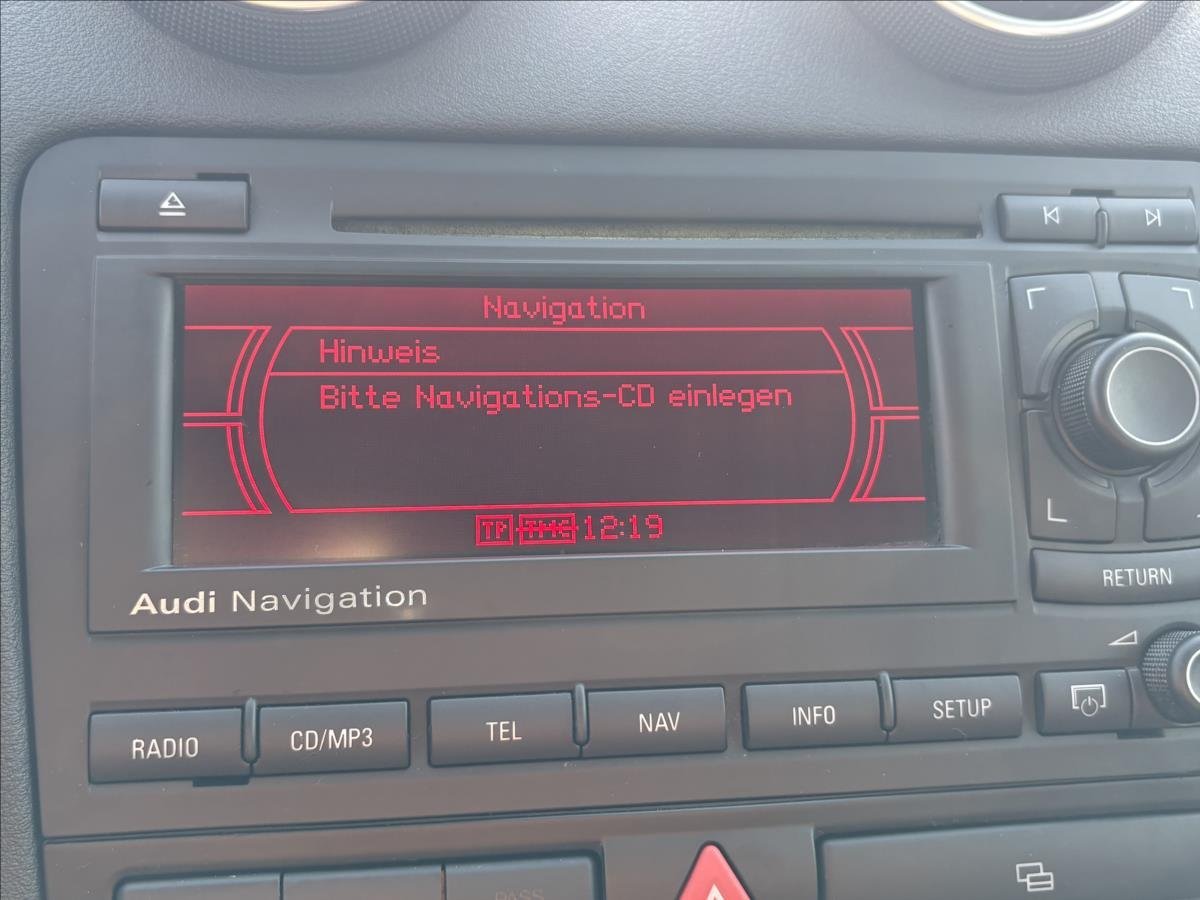 Navigation
Hinweis
Bitte Navigations-CD einlegen
TP TMC 12:19
Audi Navigation
RETURN
RADIO CD/MP3 TEL NAV INFO SETUP
PASS